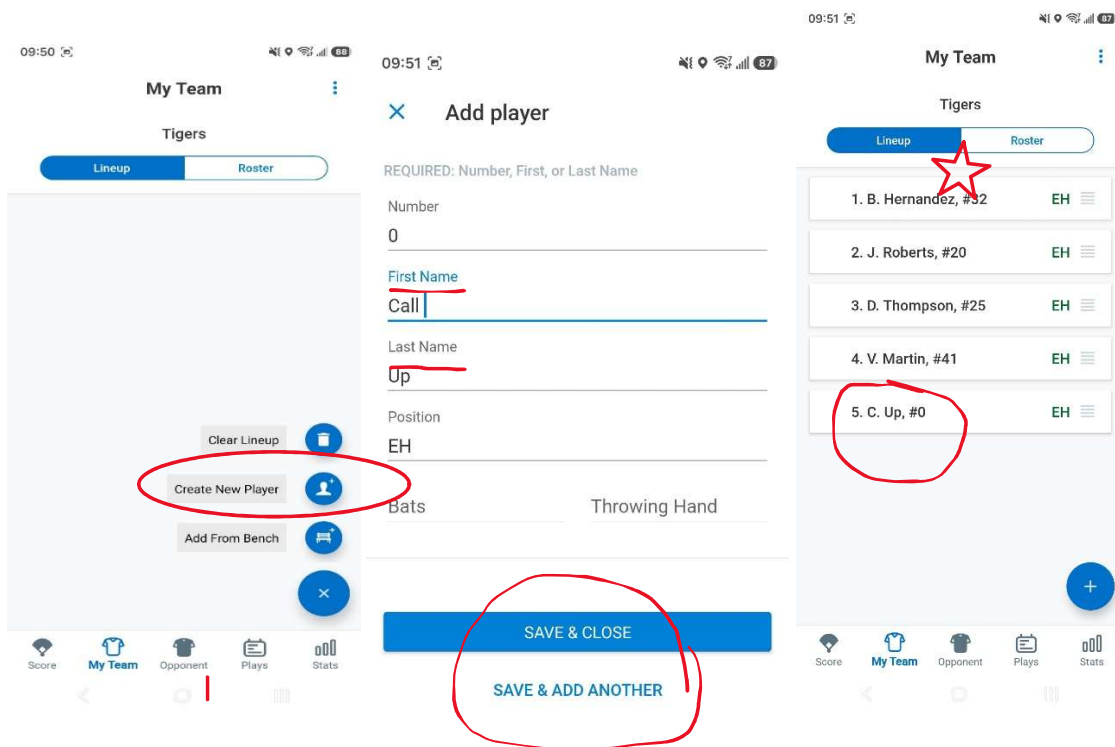 09:50 88
My Team
Tigers
Lineup Roster
Clear Lineup
Create New Player
Add From Bench
Score My Team Opponent Plays Stats
09:51 87
Add player
REQUIRED: Number, First, or Last Name
Number
0
First Name
Call
Last Name
Up
Position
EH
Bats Throwing Hand
SAVE & CLOSE
SAVE & ADD ANOTHER
09:51 87
My Team
Tigers
Lineup Roster
1. B. Hernandez, #32 EH
2. J. Roberts, #20 EH
3. D. Thompson, #25 EH
4. V. Martin, #41 EH
5. C. Up, #0 EH
Score My Team Opponent Plays Stats